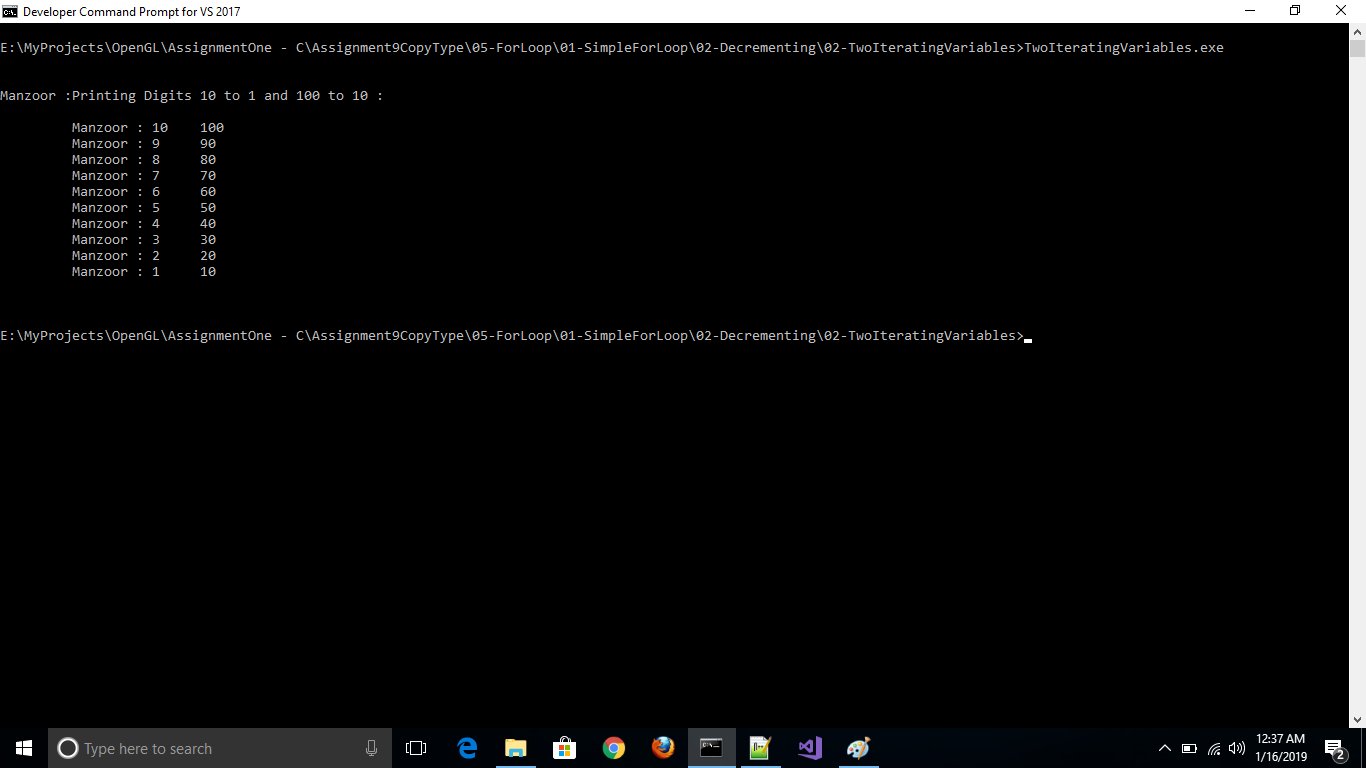 Developer Command Prompt for VS 2017
E:\MyProjects\OpenGL\AssignmentOne - C\Assignment9CopyType\05-ForLoop\01-SimpleForLoop\02-Decrementing\02-TwoIteratingVariables>TwoIteratingVariables.exe
Manzoor :Printing Digits 10 to 1 and 100 to 10 :
Manzoor : 10    100
Manzoor : 9     90
Manzoor : 8     80
Manzoor : 7     70
Manzoor : 6     60
Manzoor : 5     50
Manzoor : 4     40
Manzoor : 3     30
Manzoor : 2     20
Manzoor : 1     10
E:\MyProjects\OpenGL\AssignmentOne - C\Assignment9CopyType\05-ForLoop\01-SimpleForLoop\02-Decrementing\02-TwoIteratingVariables>
Type here to search
12:37 AM
1/16/2019
2